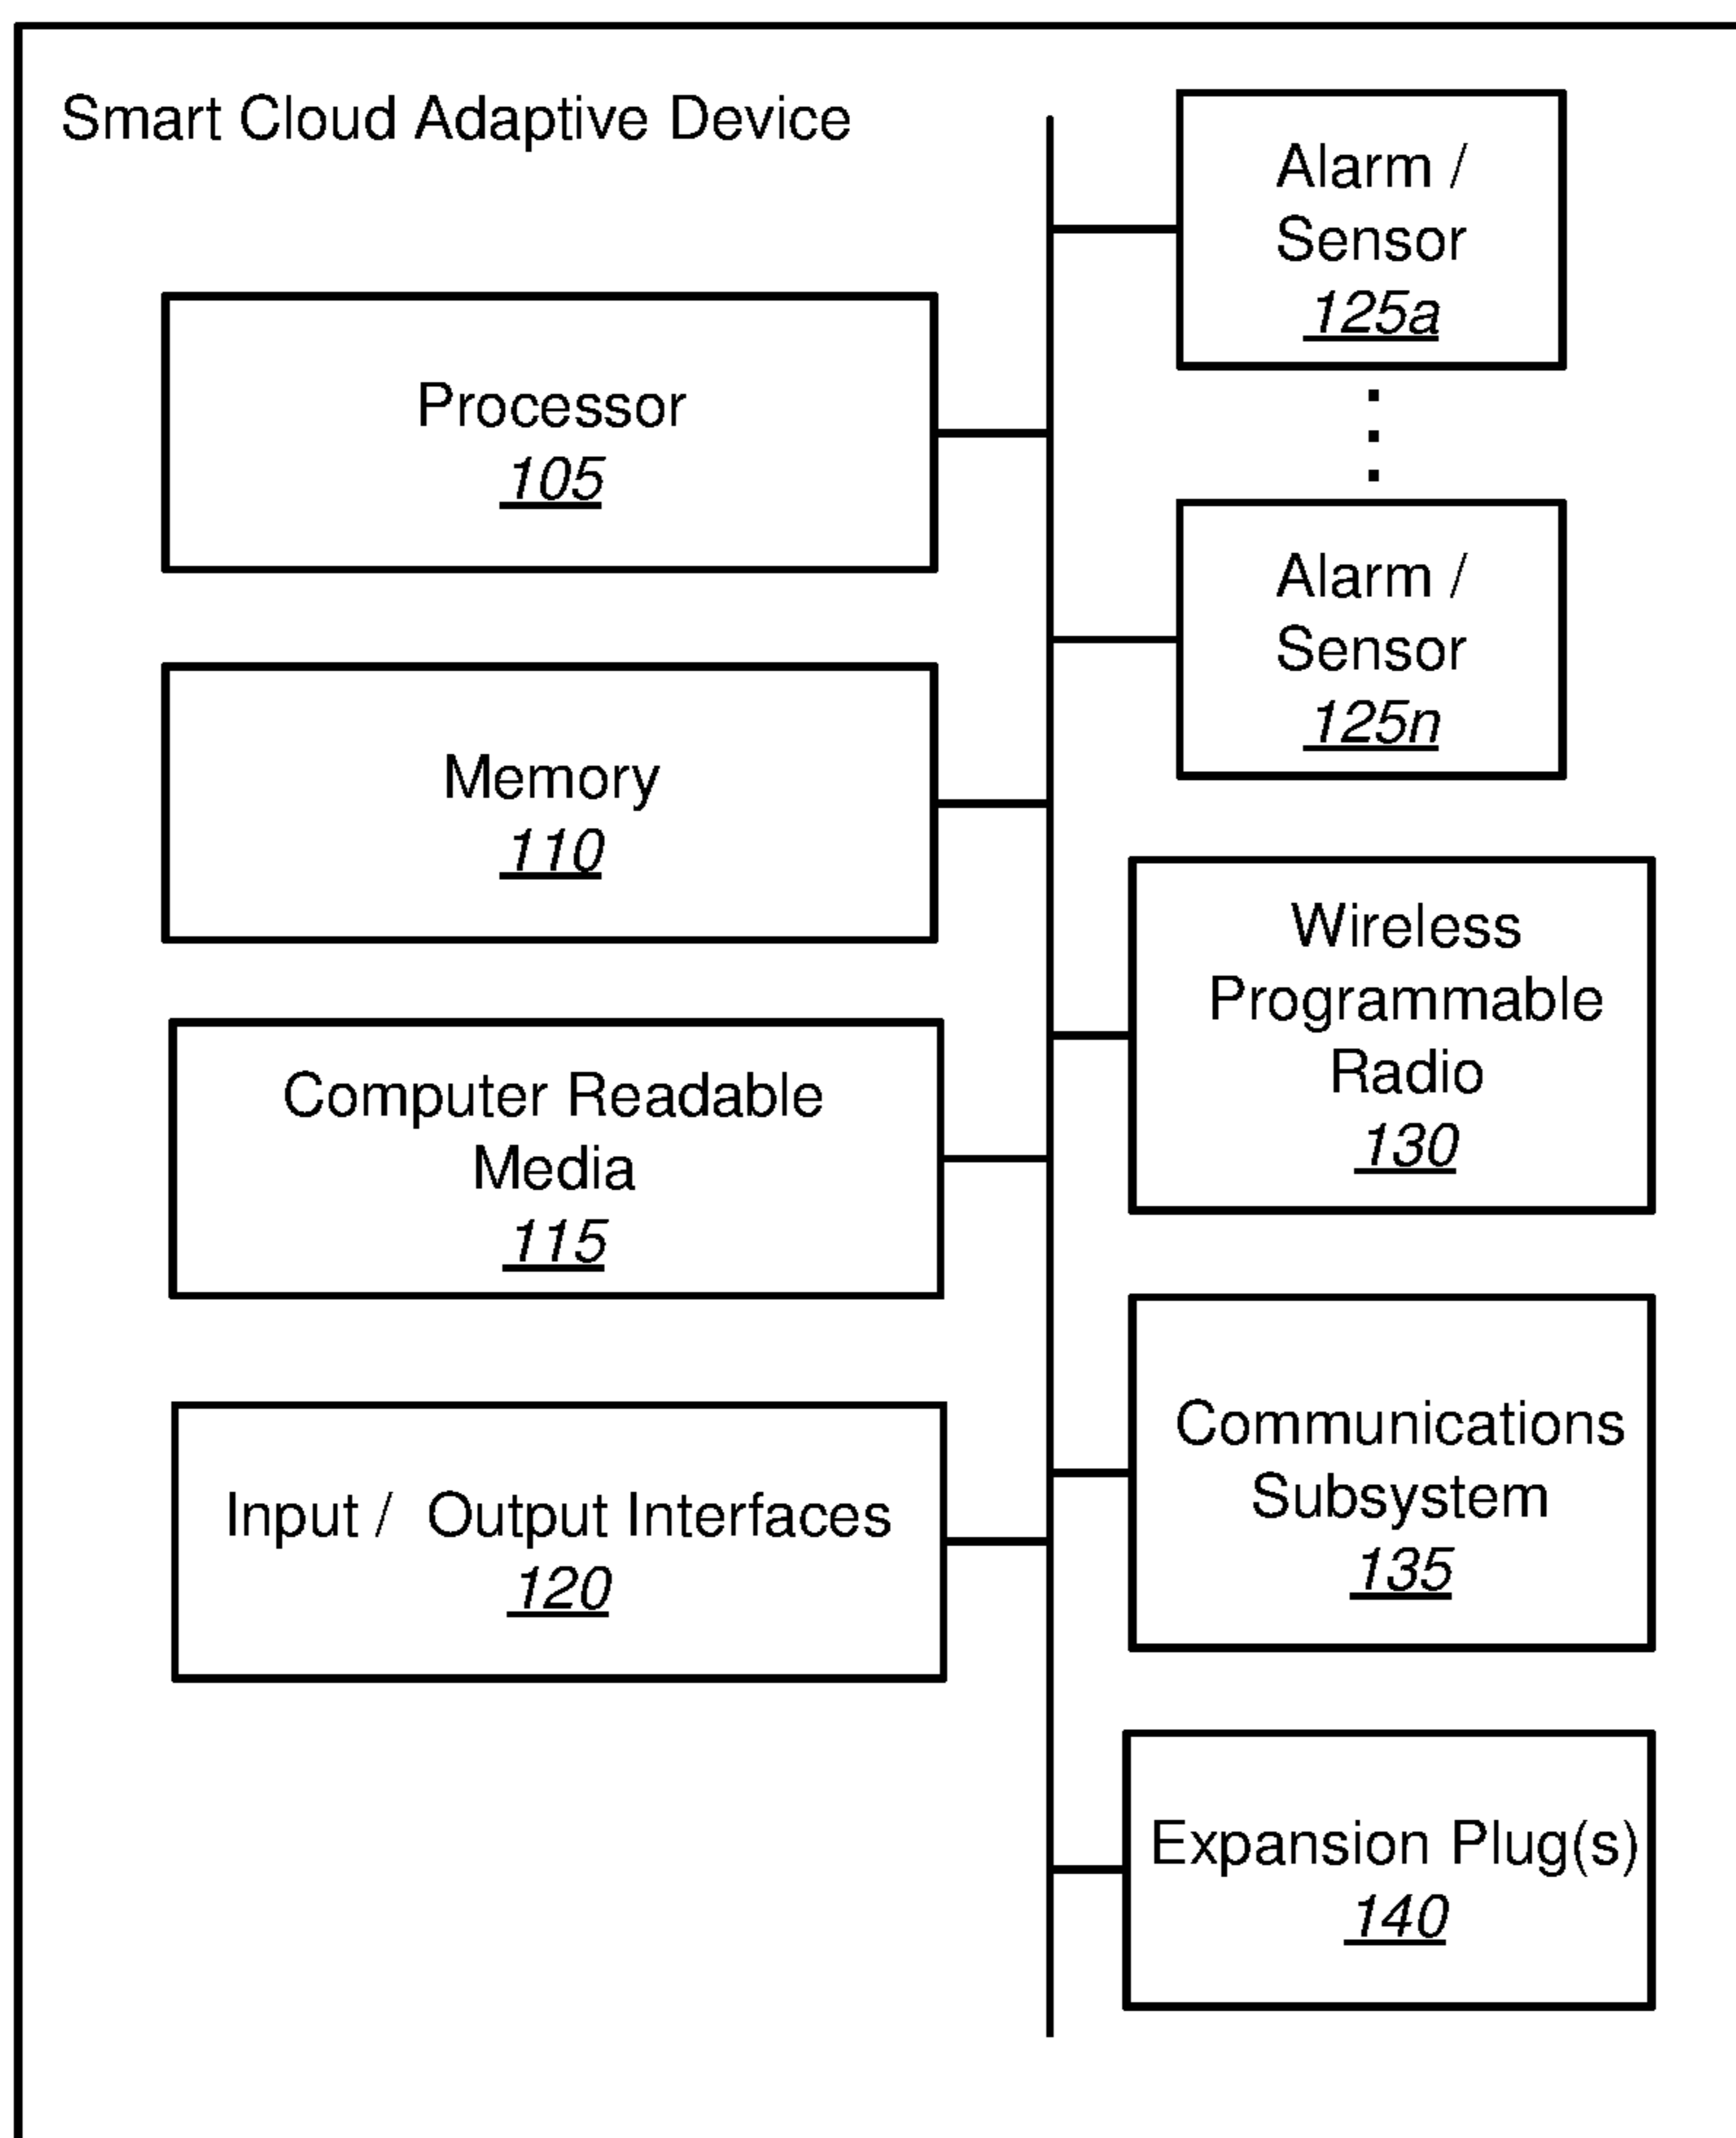 Smart Cloud Adaptive Device
Processor
105
Memory
110
Computer Readable
Media
115
Input /  Output Interfaces
120
Alarm /
Sensor
125a
Alarm /
Sensor
125n
Wireless
Programmable
Radio
130
Communications
Subsystem
135
Expansion Plug(s)
140